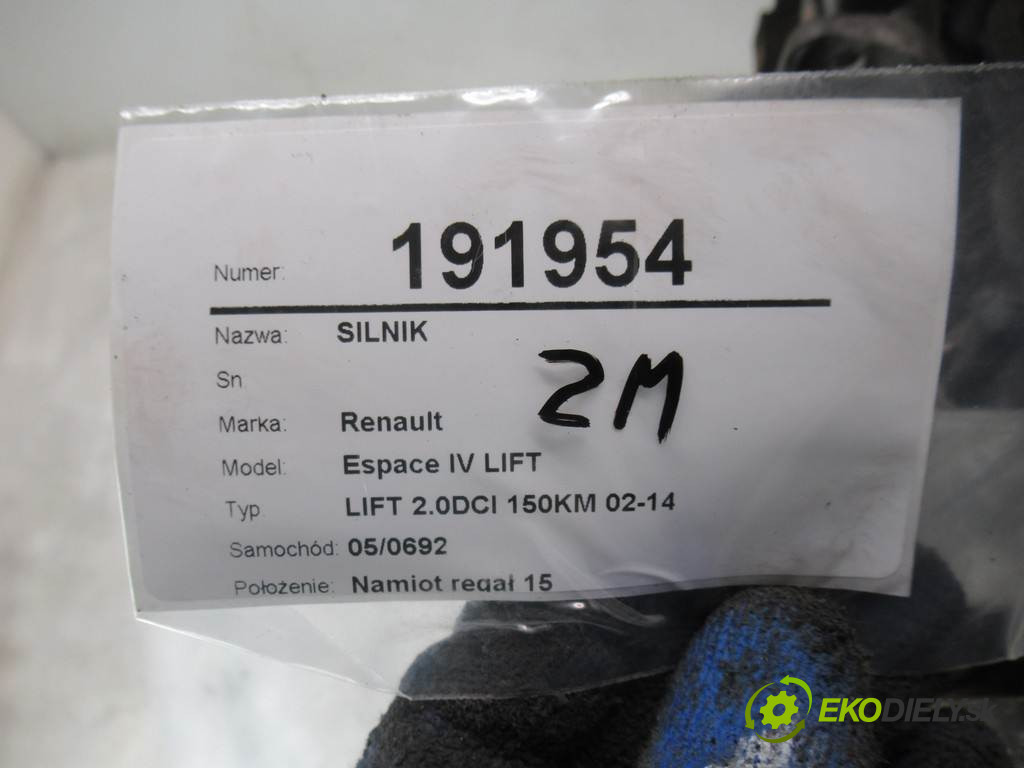 Numer: 191954
Nazwa: SILNIK
Sn
2M
Marka: Renault
Model: Espace IV LIFT
Typ LIFT 2.0DCI 150KM 02-14
Samochód: 05/0692
Położenie: Namiot regał 15
EKODIELY.SK